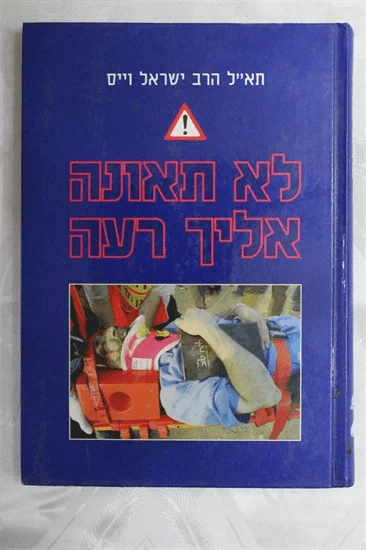 תא״ל הרב ישראל וייס
לא תאונה
אליך רעה